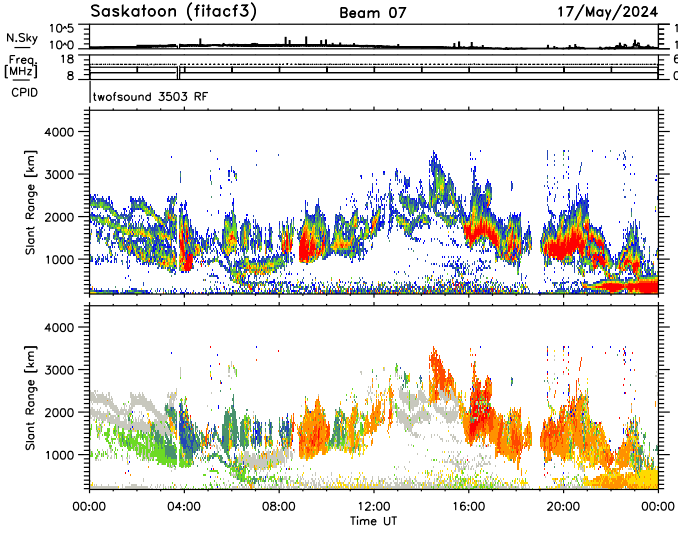 Saskatoon (fitacf3) Beam 07 17/May/2024
10^5 1
N.Sky
10^0 1
Freq. 18 6
[MHz]
8 0
CPID
twofsound 3503 RF
4000
3000
Slant Range [km]
2000
1000
4000
3000
Slant Range [km]
2000
1000
00:00 04:00 08:00 12:00 16:00 20:00 00:00
Time UT